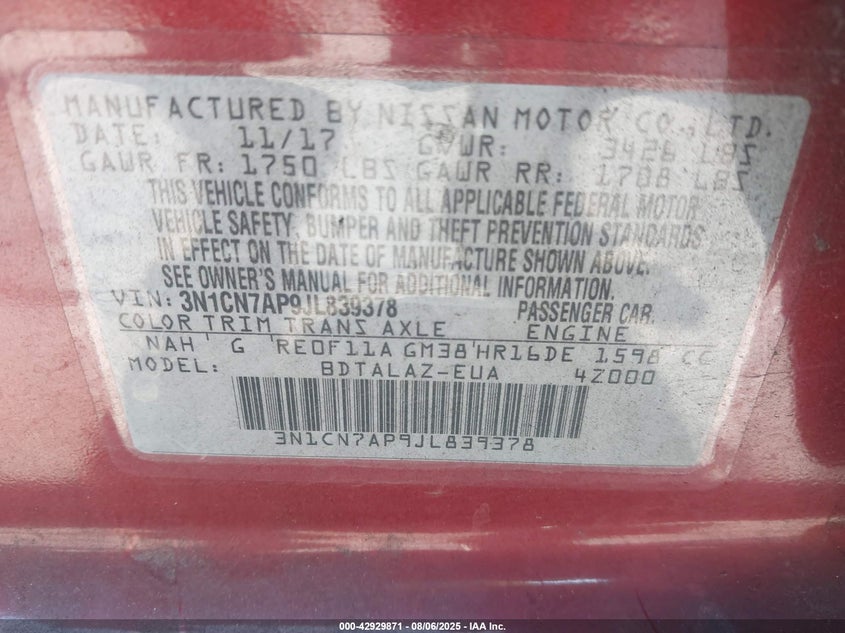 MANUFACTURED BY NISSAN MOTOR CO., LTD.
DATE: 11/17 GVWR: 3426 LBS
GAWR FR: 1750 LBS GAWR RR: 1708 LBS
THIS VEHICLE CONFORMS TO ALL APPLICABLE FEDERAL MOTOR
VEHICLE SAFETY, BUMPER AND THEFT PREVENTION STANDARDS
IN EFFECT ON THE DATE OF MANUFACTURE SHOWN ABOVE.
SEE OWNER'S MANUAL FOR ADDITIONAL INFORMATION.
VIN: 3N1CN7AP9JL839378 PASSENGER CAR.
COLOR TRIM TRANS AXLE ENGINE
NAH G RE0F11A GM38 HR16DE 1598 CC
MODEL: BDTALAZ-EUA 4Z000
3N1CN7AP9JL839378
000-42929871 - 08/06/2025 - IAA Inc.